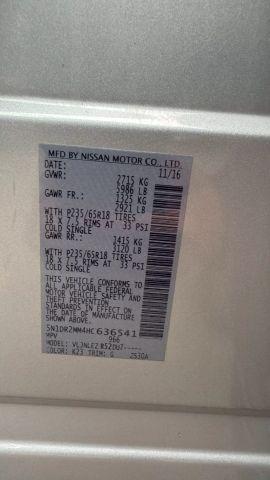 MFD BY NISSAN MOTOR CO., LTD.
DATE: 11/16
GVWR: 2715 KG
5986 LB
GAWR FR.: 1325 KG
2921 LB
WITH P235/65R18 TIRES
18 X 7.5 RIMS AT 33 PSI
COLD SINGLE
GAWR RR.: 1415 KG
3120 LB
WITH P235/65R18 TIRES
18 X 7.5 RIMS AT 33 PSI
COLD SINGLE
THIS VEHICLE CONFORMS TO
ALL APPLICABLE FEDERAL
MOTOR VEHICLE SAFETY AND
THEFT PREVENTION
STANDARDS IN EFFECT ON
THE DATE OF MANUFACTURE
SHOWN ABOVE.
5N1DR2MM4HC636541
MPV 966
MODEL:
COLOR: K23 TRIM: G